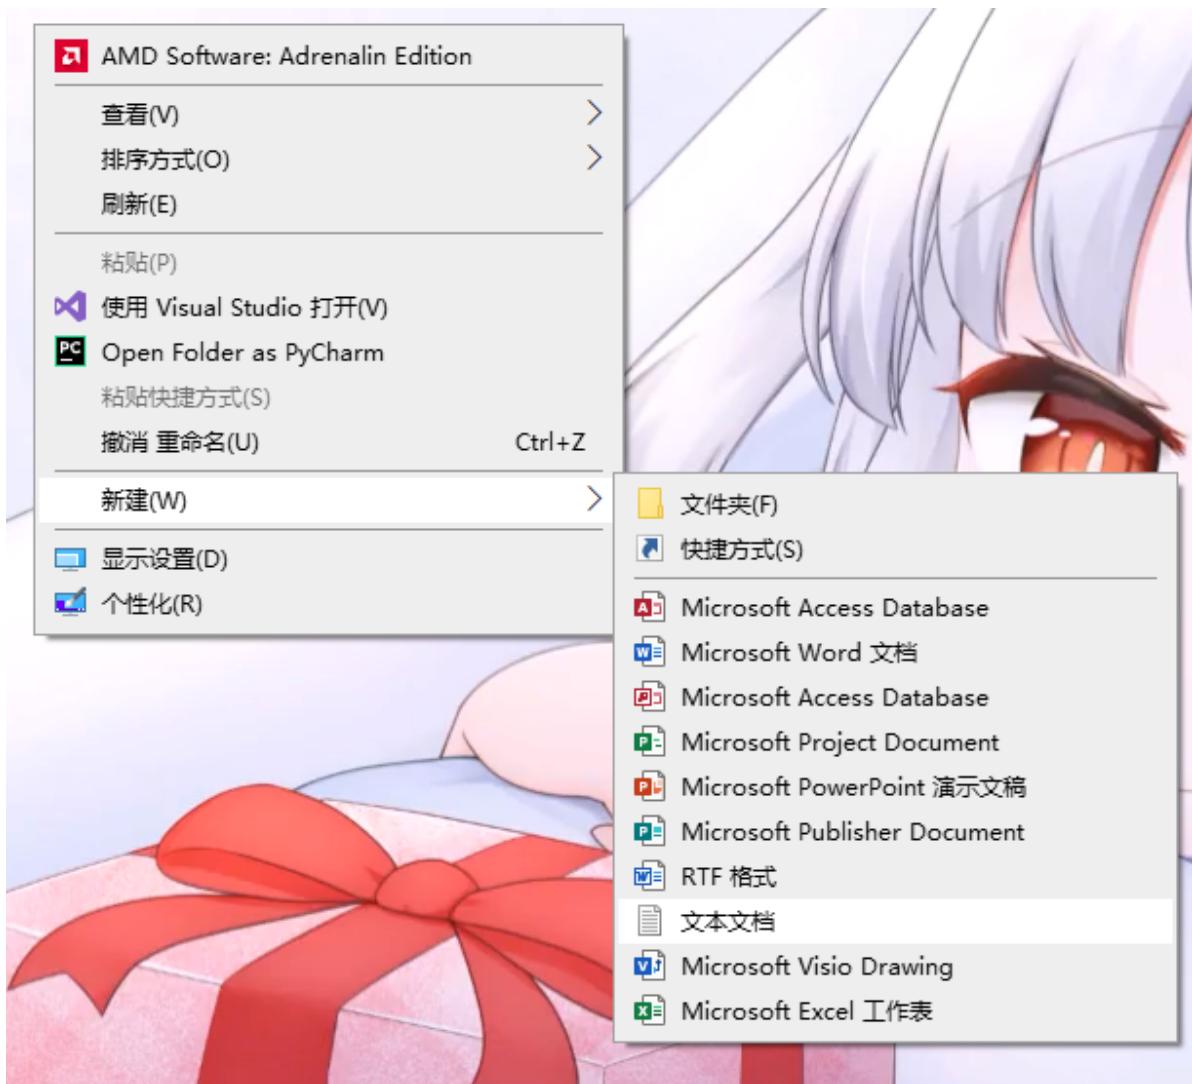 AMD Software: Adrenalin Edition
查看(V)
排序方式(O)
刷新(E)
粘贴(P)
使用 Visual Studio 打开(V)
PC Open Folder as PyCharm
粘贴快捷方式(S)
撤消 重命名(U) Ctrl+Z
新建(W)
显示设置(D)
个性化(R)
文件夹(F)
快捷方式(S)
Microsoft Access Database
Microsoft Word 文档
Microsoft Access Database
Microsoft Project Document
Microsoft PowerPoint 演示文稿
Microsoft Publisher Document
RTF 格式
文本文档
Microsoft Visio Drawing
Microsoft Excel 工作表